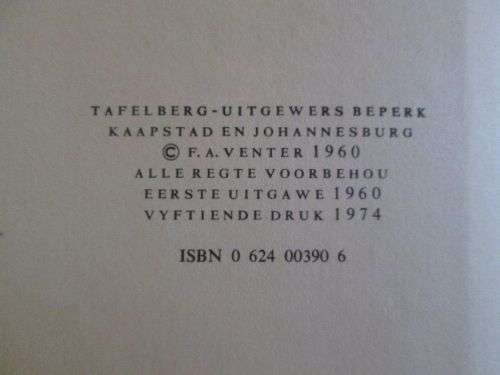 TAFELBERG-UITGEWERS BEPERK
KAAPSTAD EN JOHANNESBURG
© F. A. VENTER 1960
ALLE REGTE VOORBEHOU
EERSTE UITGAWE 1960
VYFTIENDE DRUK 1974
ISBN 0 624 00390 6